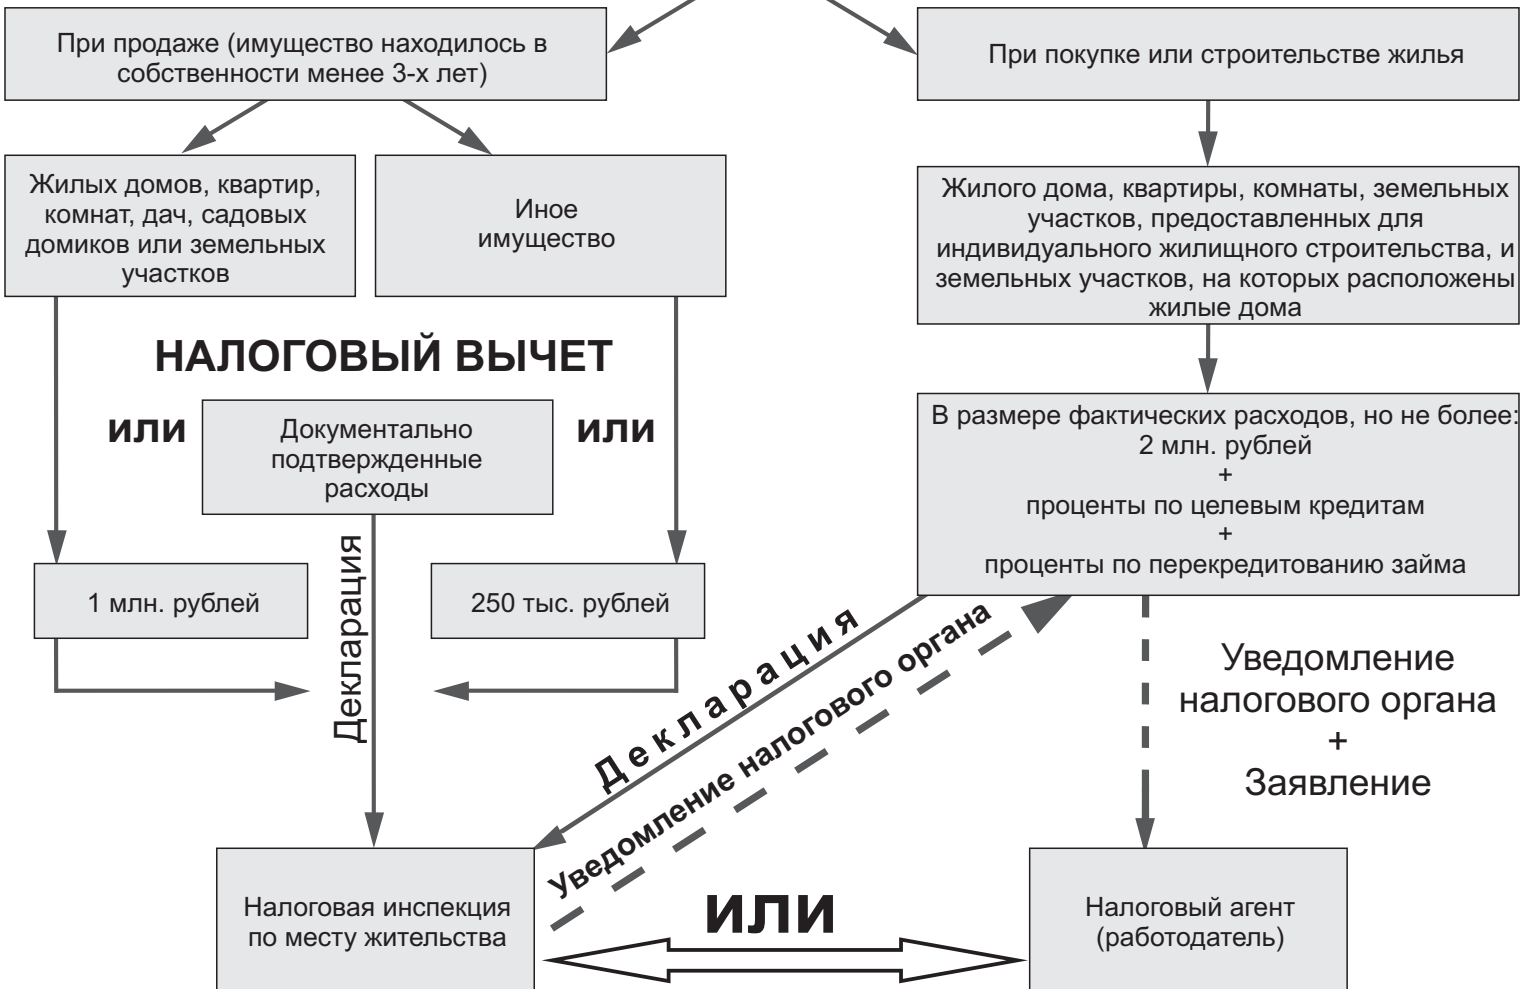 При продаже (имущество находилось в
собственности менее 3-х лет)
При покупке или строительстве жилья
Жилых домов, квартир,
комнат, дач, садовых
домиков или земельных
участков
Иное
имущество
Жилого дома, квартиры, комнаты, земельных
участков, предоставленных для
индивидуального жилищного строительства, и
земельных участков, на которых расположены
жилые дома
НАЛОГОВЫЙ ВЫЧЕТ
или
Документально
подтвержденные
расходы
или
В размере фактических расходов, но не более:
2 млн. рублей
+
проценты по целевым кредитам
+
проценты по перекредитованию займа
1 млн. рублей
Декларация
250 тыс. рублей
Декларация
Уведомление налогового органа
Уведомление
налогового органа
+
Заявление
Налоговая инспекция
по месту жительства
или
Налоговый агент
(работодатель)